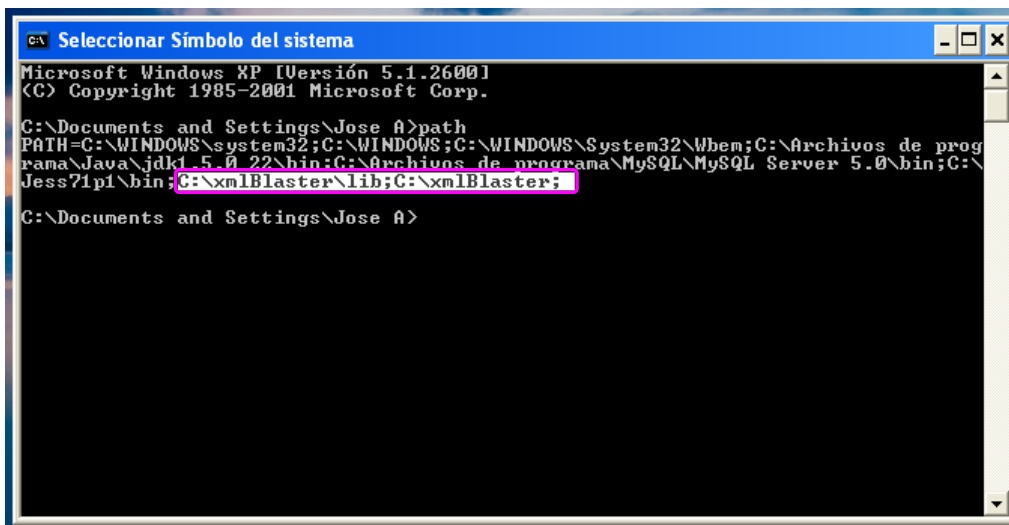 Seleccionar Símbolo del sistema
Microsoft Windows XP [Versión 5.1.2600]
(C) Copyright 1985-2001 Microsoft Corp.
C:\Documents and Settings\Jose A>path
PATH=C:\WINDOWS\system32;C:\WINDOWS;C:\WINDOWS\System32\Wbem;C:\Archivos de prog
rama\Java\jdk1.5.0_22\bin;C:\Archivos de programa\MySQL\MySQL Server 5.0\bin;C:\
Jess71p1\bin;C:\xmlBlaster\lib;C:\xmlBlaster;
C:\Documents and Settings\Jose A>